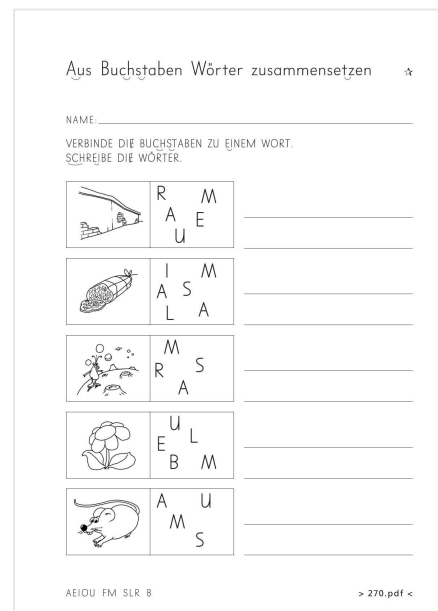 Aus Buchstaben Wörter zusammensetzen
NAME:
VERBINDE DIE BUCHSTABEN ZU EINEM WORT.
SCHREIBE DIE WÖRTER.
R M
A E
U
I M
A S
L A
M
R S
A
U
E L
B M
A U
M
S
AEIOU FM SLR B
> 270.pdf <